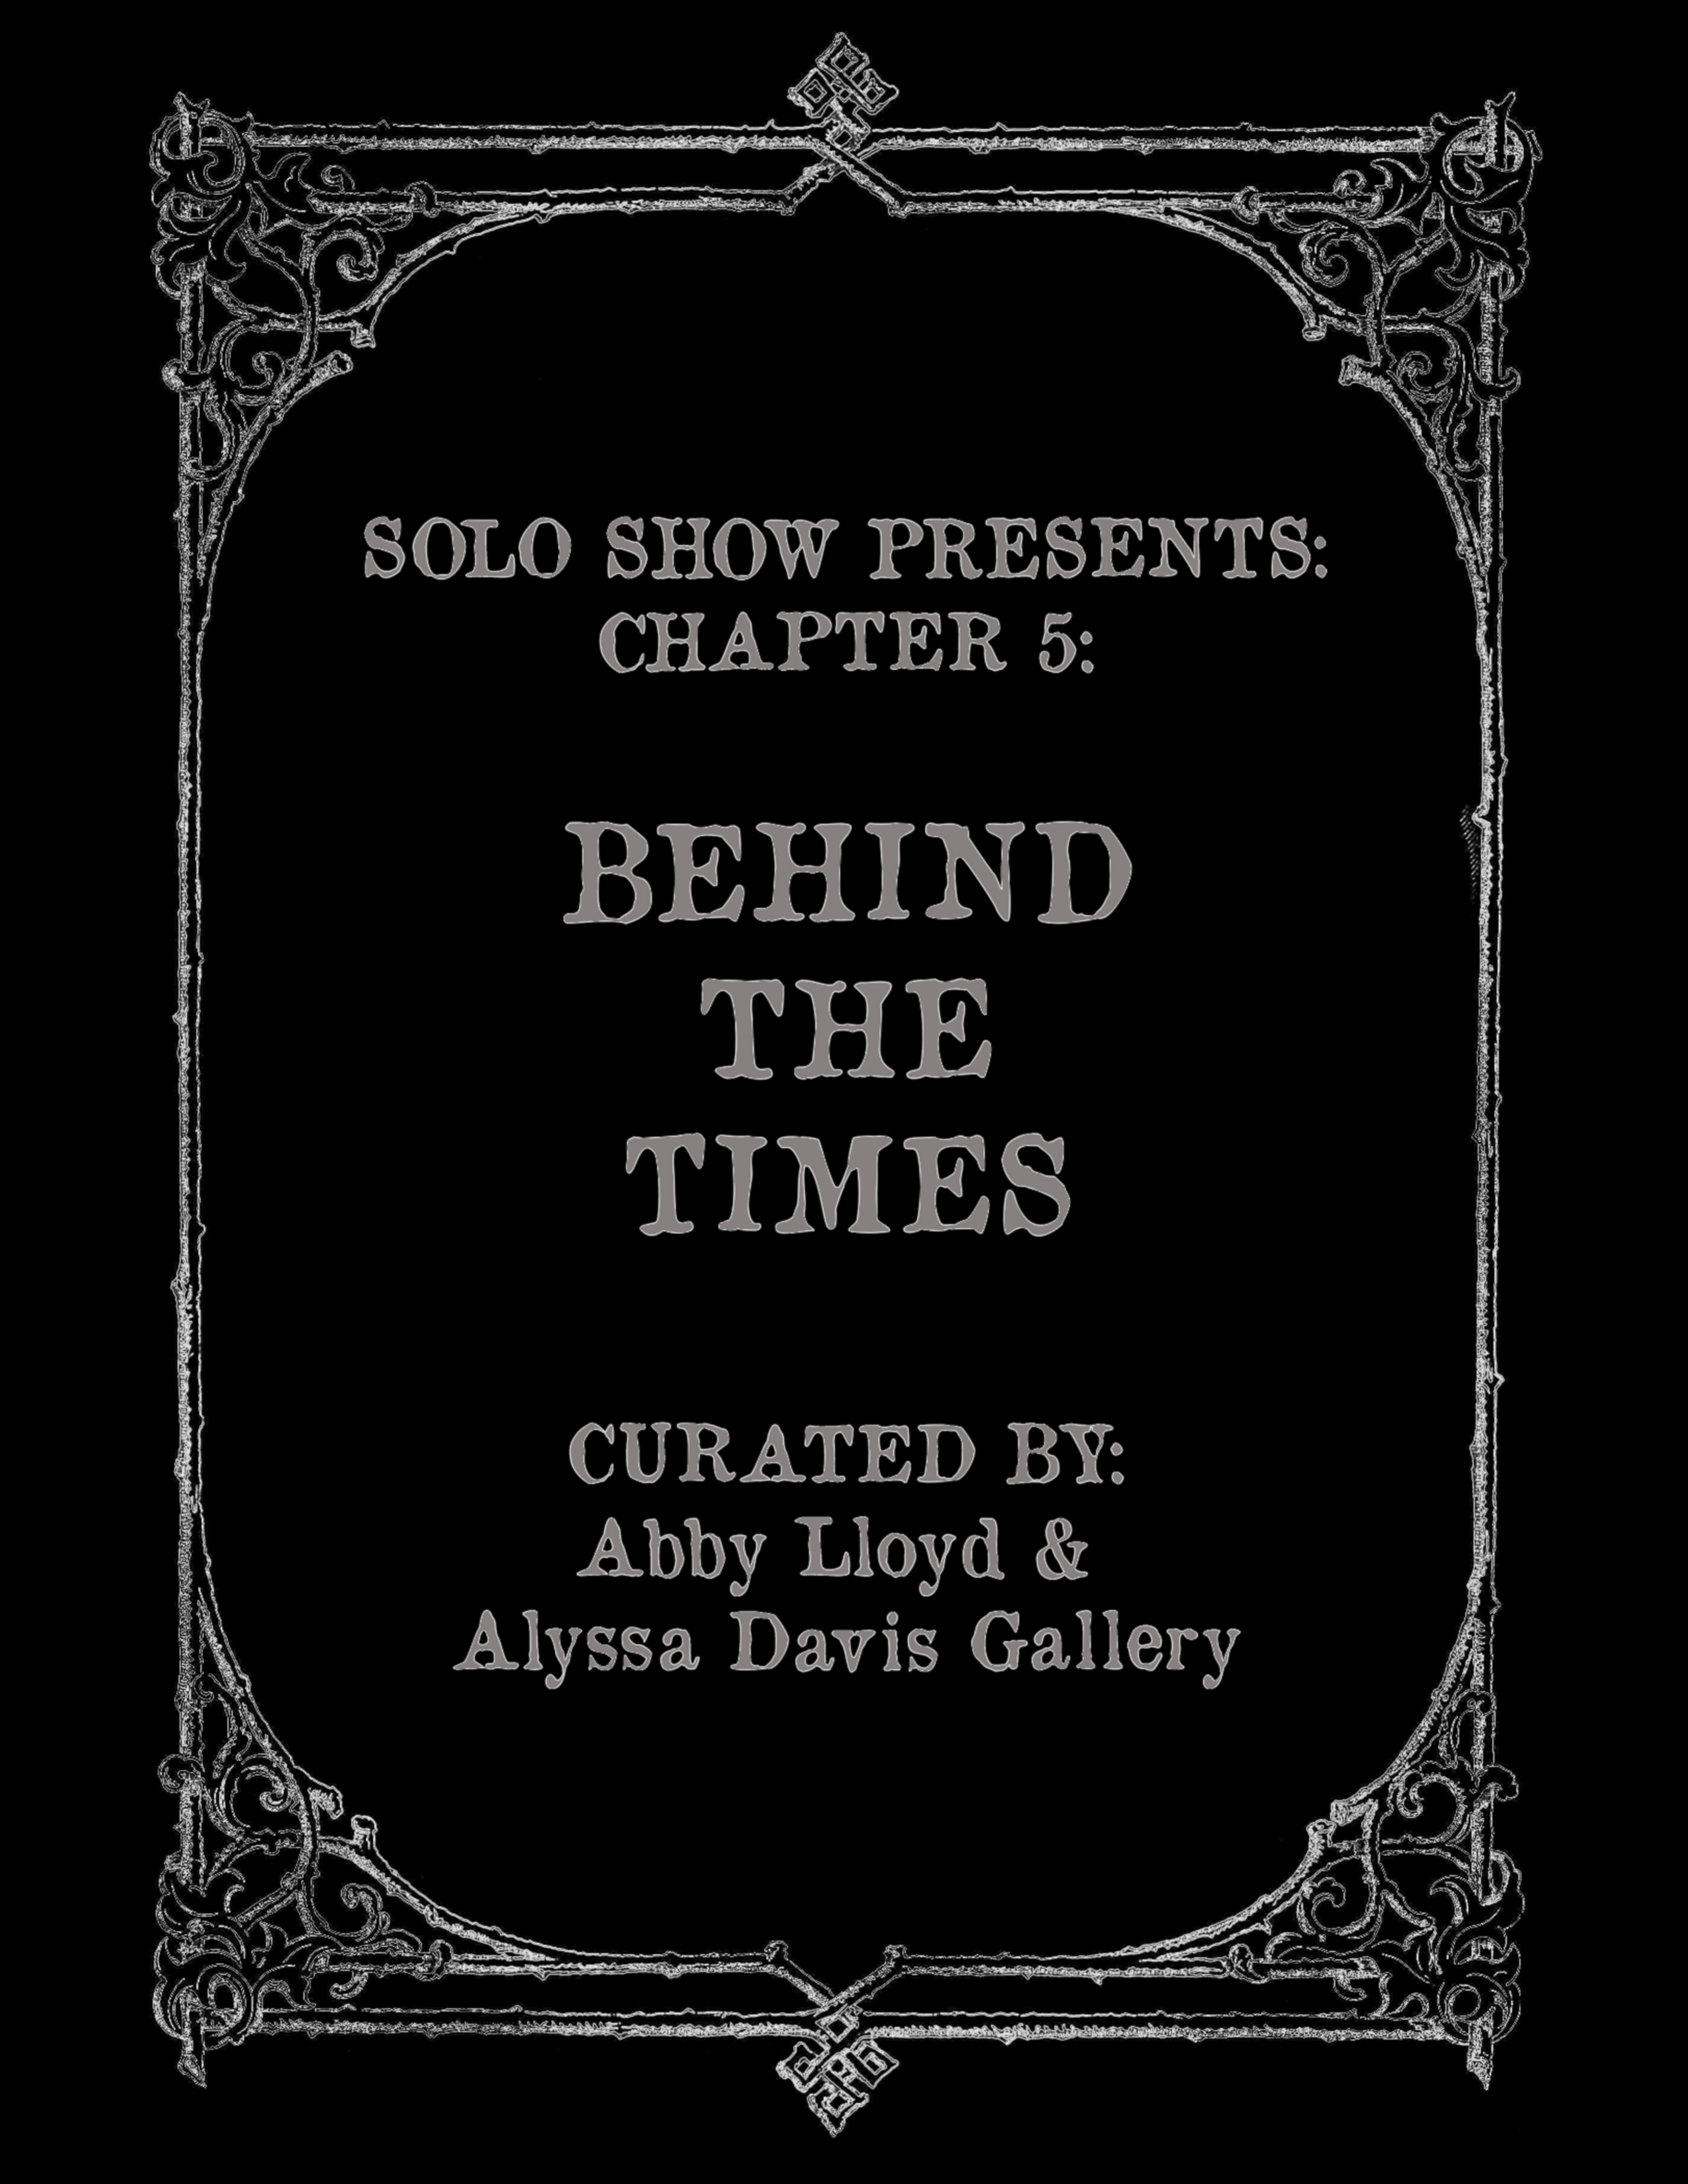 SOLO SHOW PRESENTS:
CHAPTER 5:
BEHIND
THE
TIMES
CURATED BY:
Abby Lloyd &
Alyssa Davis Gallery